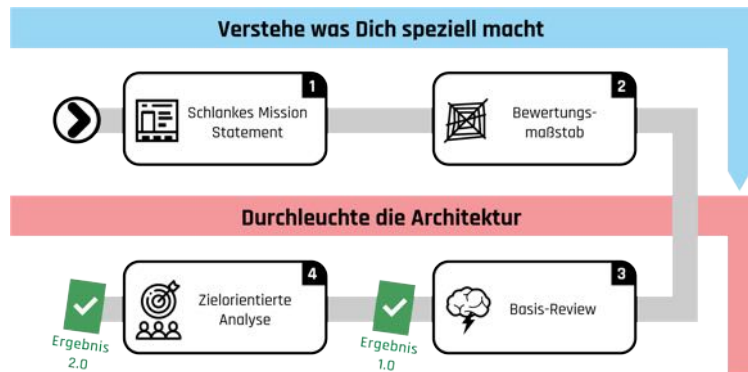 Verstehe was Dich speziell macht
1
Schlankes Mission
Statement
2
Bewertungs-
maßstab
Durchleuchte die Architektur
4
Zielorientierte
Analyse
3
Basis-Review
Ergebnis
2.0
Ergebnis
1.0